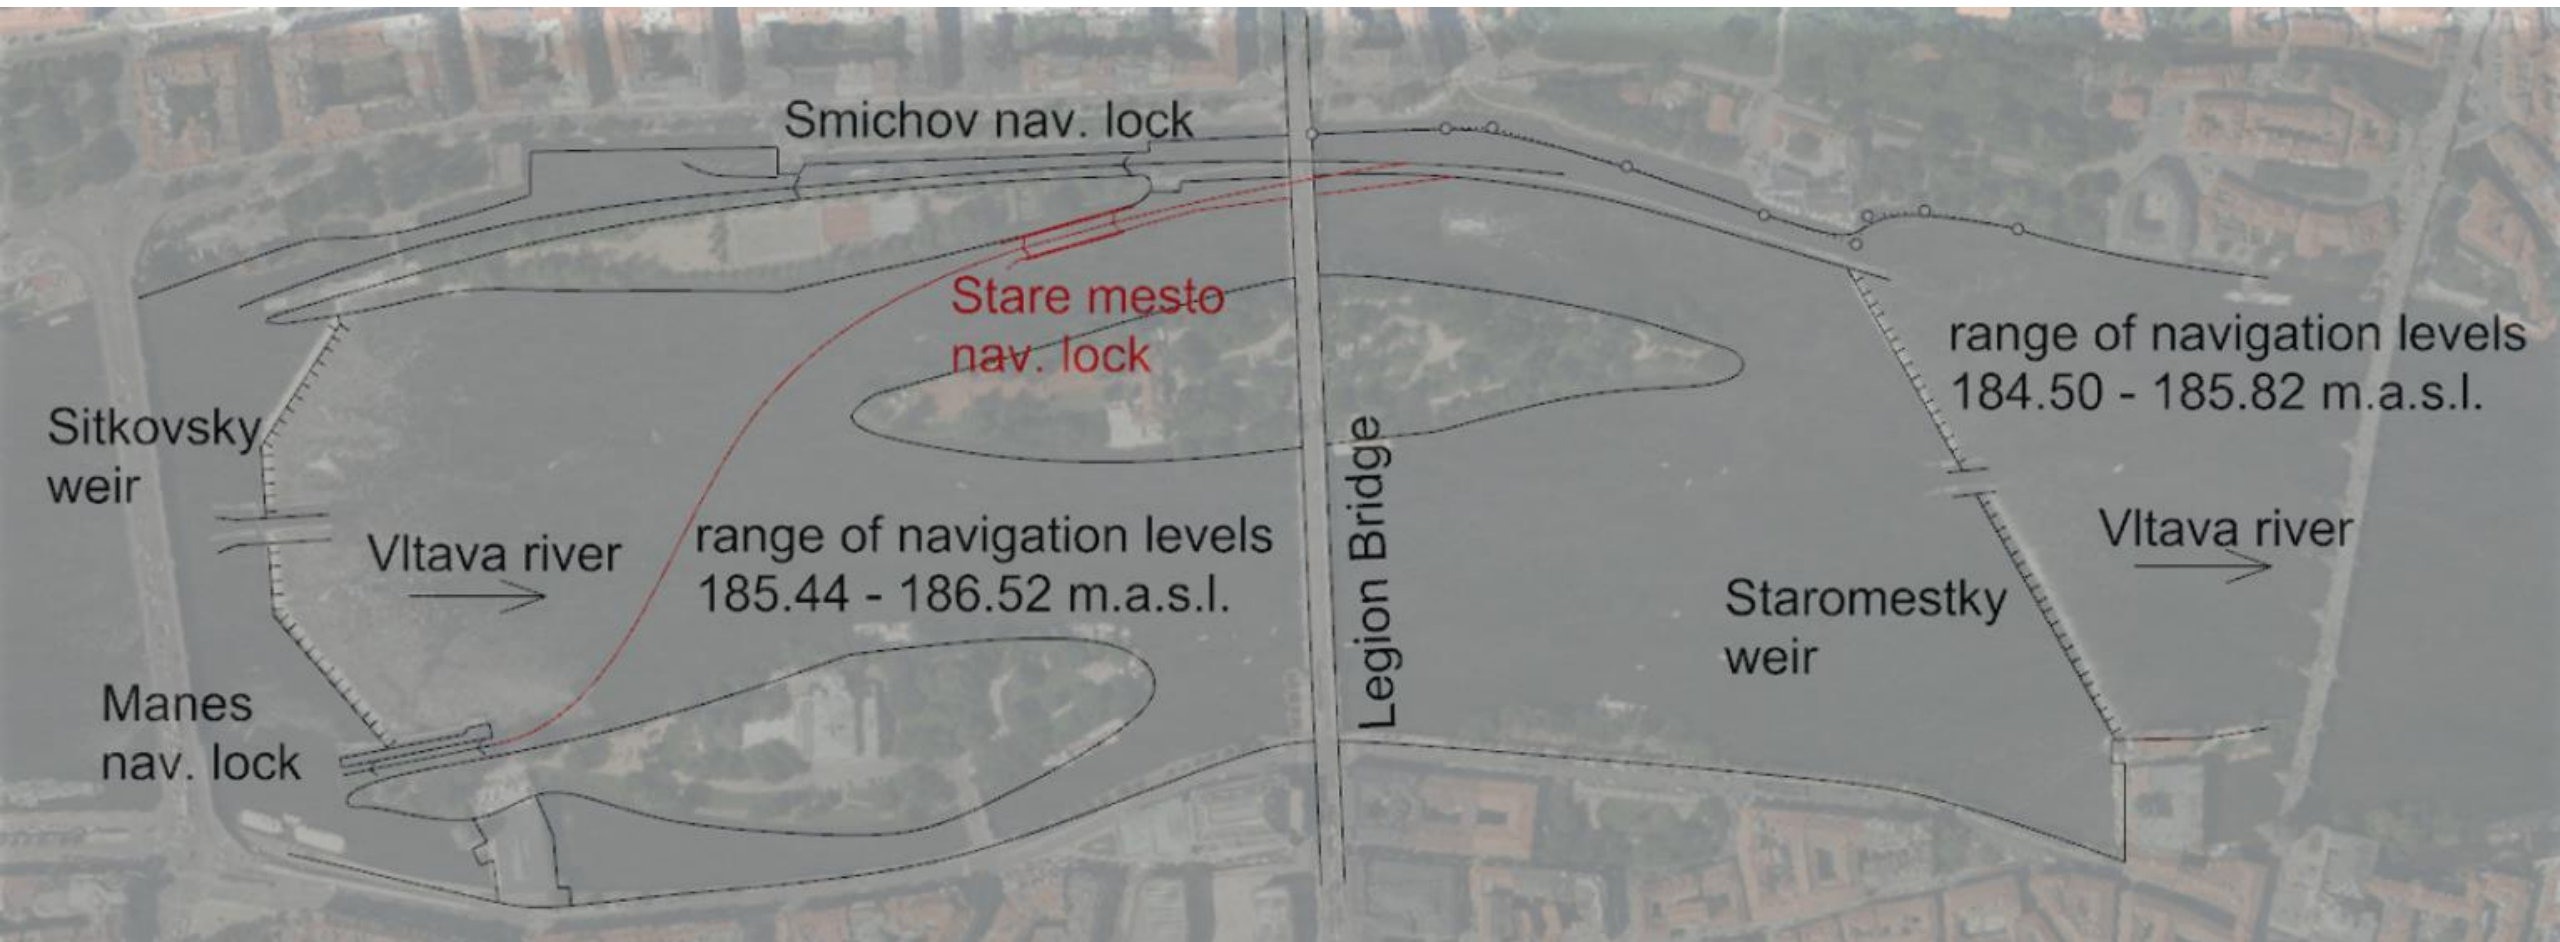 Smichov nav. lock
Stare mesto
nav. lock
range of navigation levels
184.50 - 185.82 m.a.s.l.
Sitkovsky
weir
Vltava river
range of navigation levels
185.44 - 186.52 m.a.s.l.
Legion Bridge
Vltava river
Staromestky
weir
Manes
nav. lock